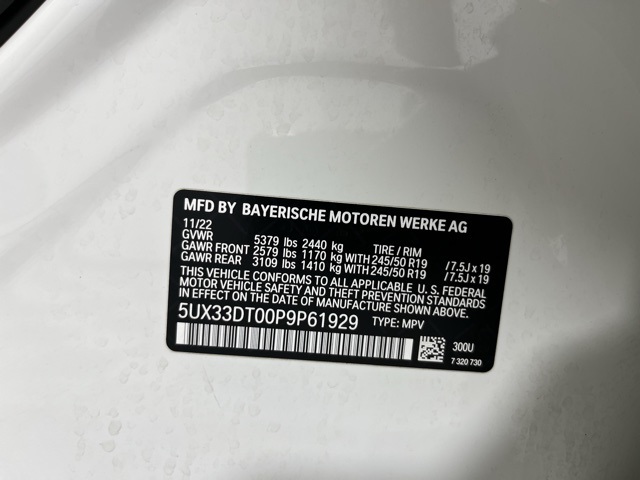 MFD BY BAYERISCHE MOTOREN WERKE AG
11/22
GVWR 5379 lbs 2440 kg TIRE / RIM
GAWR FRONT 2579 lbs 1170 kg WITH 245/50 R19 /7.5J x 19
GAWR REAR 3109 lbs 1410 kg WITH 245/50 R19 /7.5J x 19
THIS VEHICLE CONFORMS TO ALL APPLICABLE U. S. FEDERAL
MOTOR VEHICLE SAFETY AND THEFT PREVENTION STANDARDS
IN EFFECT ON THE DATE OF MANUFACTURE SHOWN ABOVE.
5UX33DT00P9P61929 TYPE: MPV
300U
7 320 730